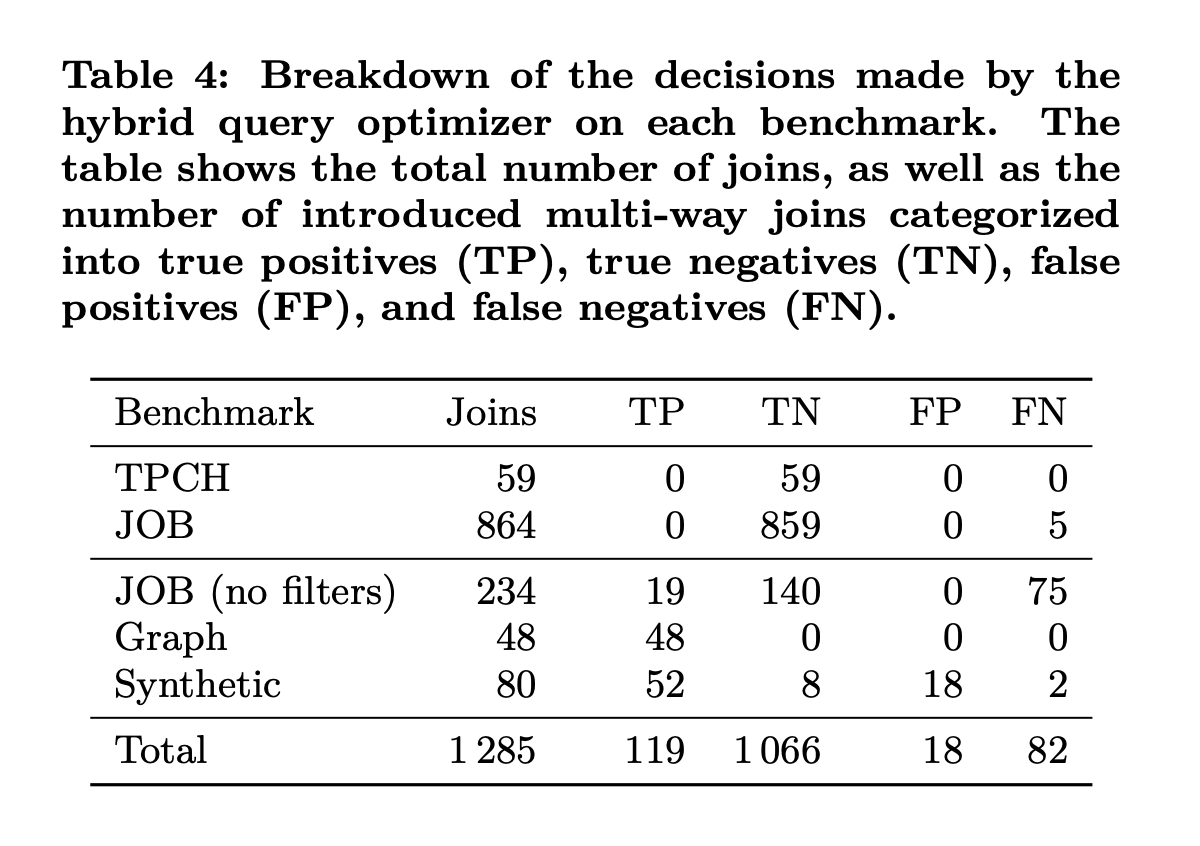 Table 4: Breakdown of the decisions made by the
hybrid query optimizer on each benchmark. The
table shows the total number of joins, as well as the
number of introduced multi-way joins categorized
into true positives (TP), true negatives (TN), false
positives (FP), and false negatives (FN).
Benchmark Joins TP TN FP FN
TPCH 59 0 59 0 0
JOB 864 0 859 0 5
JOB (no filters) 234 19 140 0 75
Graph 48 48 0 0 0
Synthetic 80 52 8 18 2
Total 1 285 119 1 066 18 82